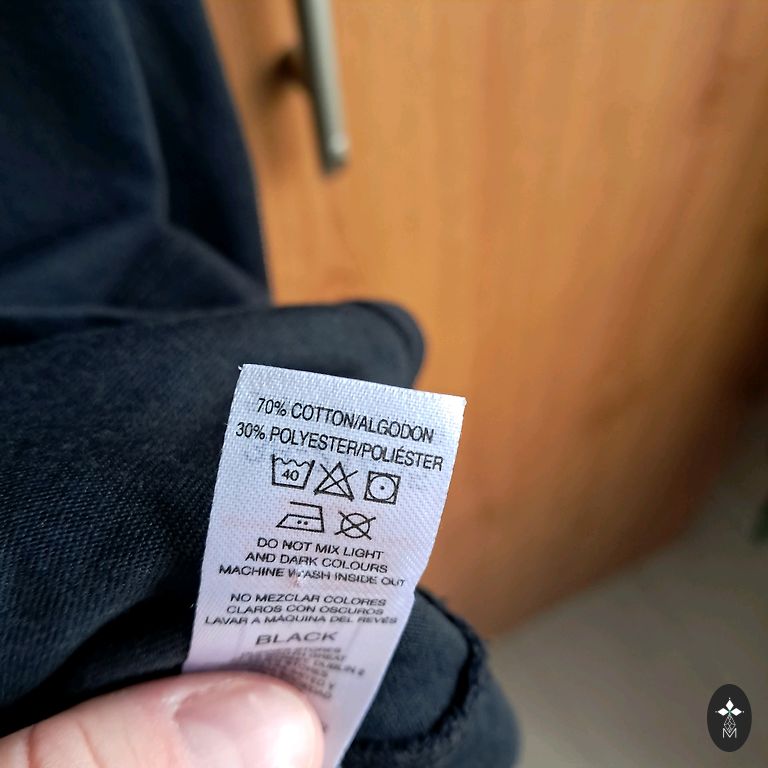 70% COTTON/ALGODON
30% POLYESTER/POLIÉSTER
40
DO NOT MIX LIGHT
AND DARK COLOURS
MACHINE WASH INSIDE OUT
NO MEZCLAR COLORES
CLAROS CON OSCUROS
LAVAR A MÁQUINA DEL REVÉS
BLACK
DUBLIN
M